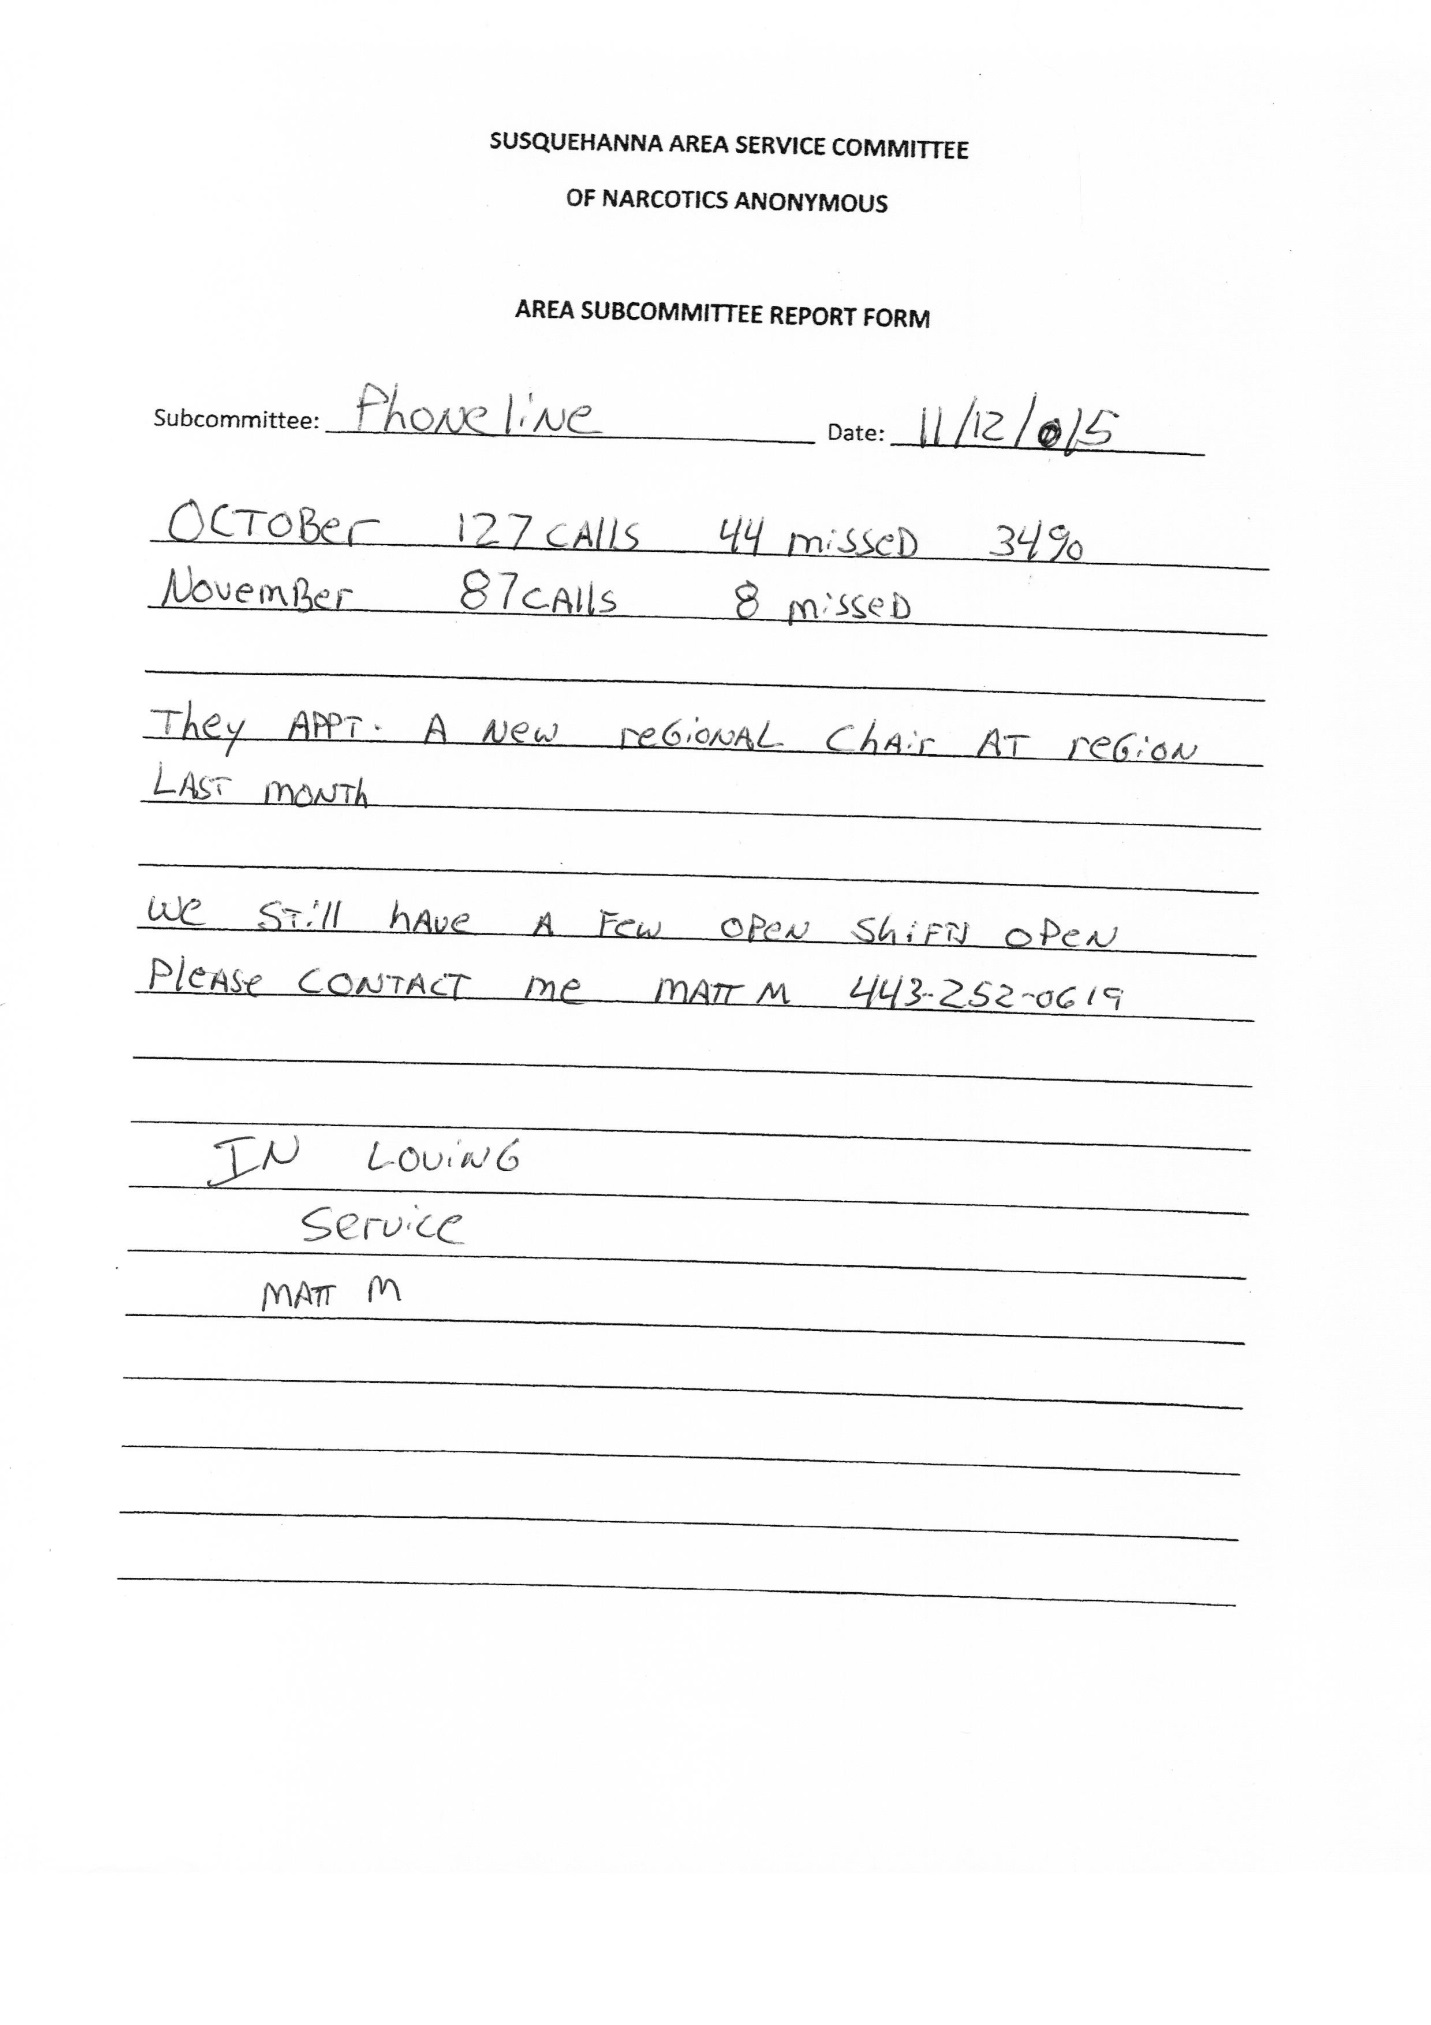 SUSQUEHANNA AREA SERVICE COMMITTEE
OF NARCOTICS ANONYMOUS
AREA SUBCOMMITTEE REPORT FORM
Subcommittee: Phoneline Date: 11/12/015
OCTOBer 127 CAlls 44 misseD 34%
NovemBer 87 CAlls 8 misseD
They APPT. A New reGiONAL ChAir AT reGiON
LAST mONTh
we STill hAve A Few OPeN ShiFTs OPeN
PleAse CONTACT me MATT M 443-252-0619
IN LOviNG
Service
MATT M